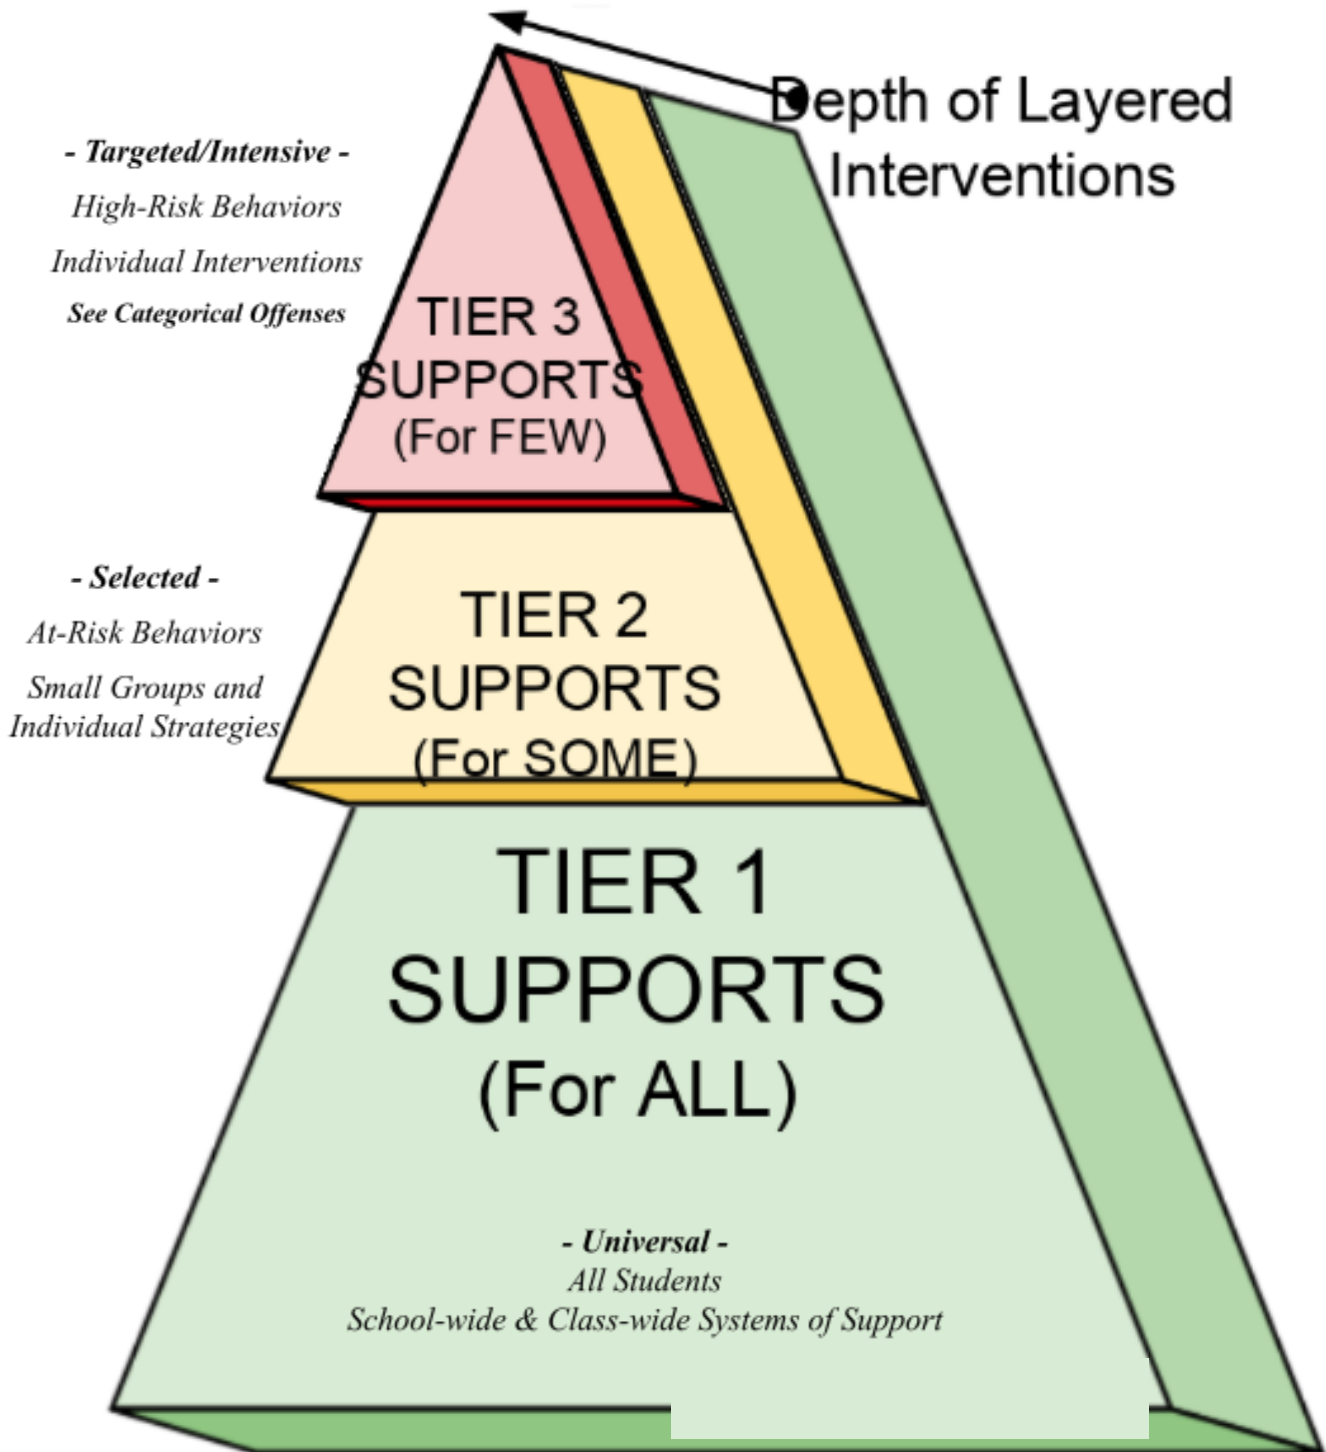 Depth of Layered
Interventions
- Targeted/Intensive -
High-Risk Behaviors
Individual Interventions
See Categorical Offenses
TIER 3
SUPPORTS
(For FEW)
- Selected -
At-Risk Behaviors
Small Groups and
Individual Strategies
TIER 2
SUPPORTS
(For SOME)
TIER 1
SUPPORTS
(For ALL)
- Universal -
All Students
School-wide & Class-wide Systems of Support